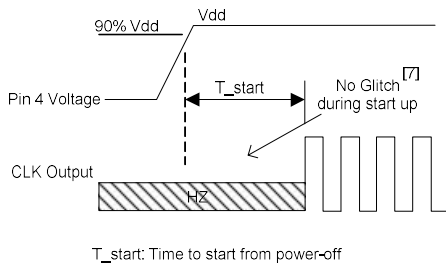 90% Vdd
Vdd
T_start
No Glitch [7]
during start up
Pin 4 Voltage
CLK Output
HZ
T_start: Time to start from power-off